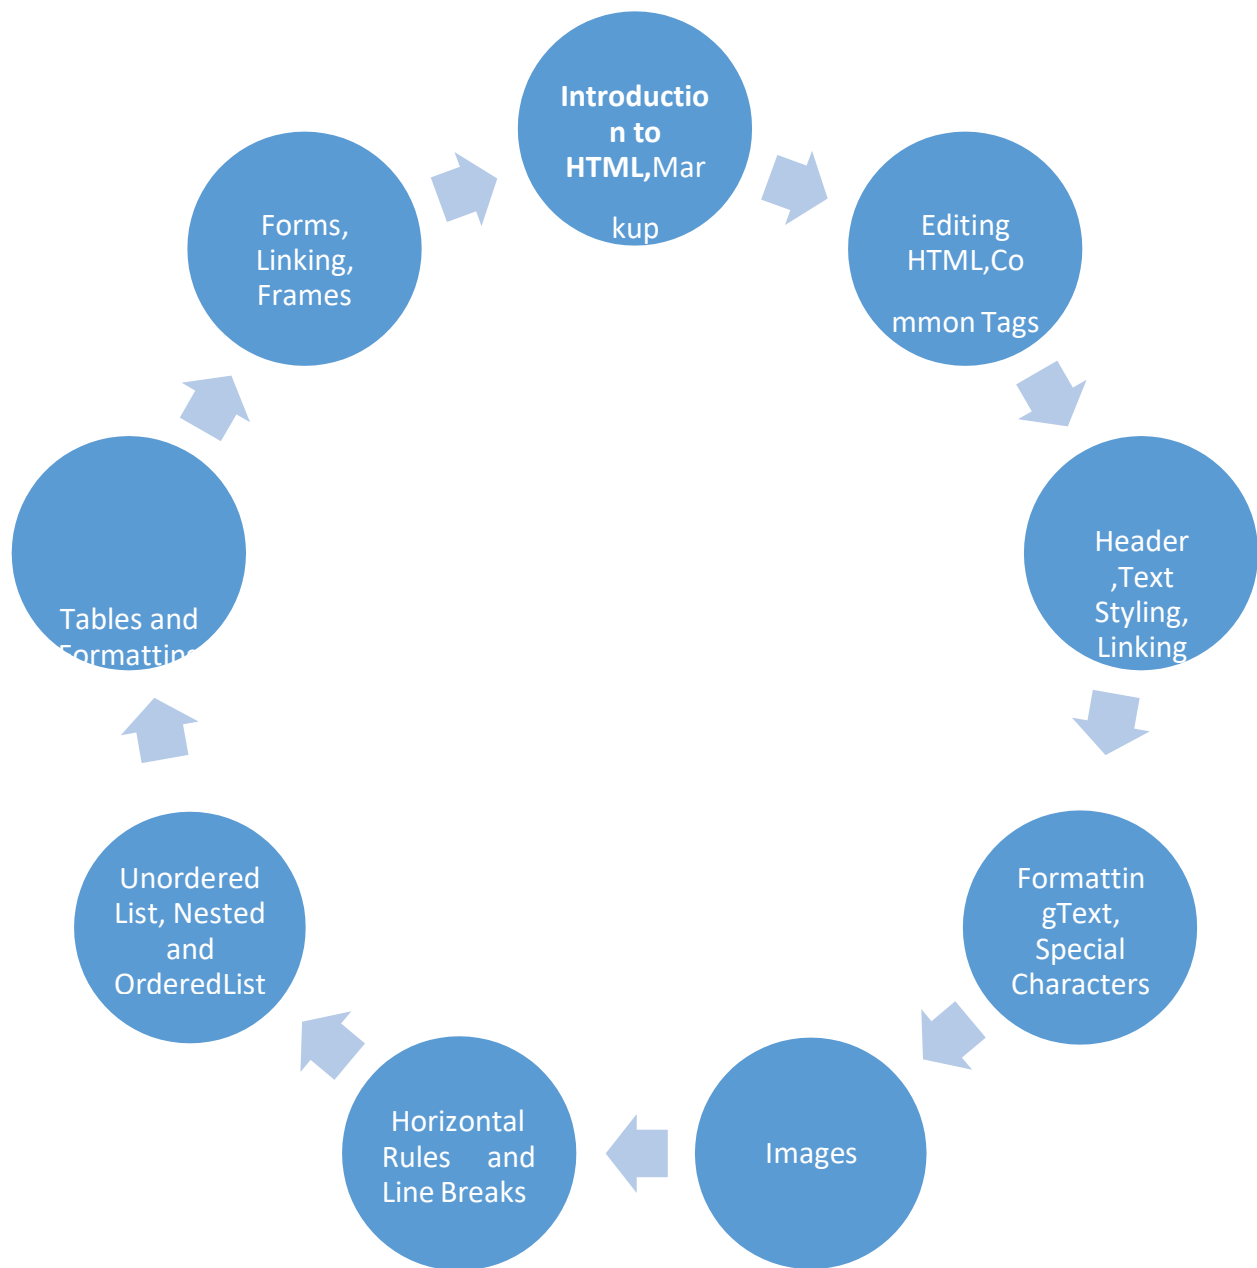 Introductio
n to
HTML,Mar
kup
Editing
HTML,Co
mmon Tags
Header
,Text
Styling,
Linking
Formattin
gText,
Special
Characters
Images
Horizontal
Rules and
Line Breaks
Unordered
List, Nested
and
OrderedList
Tables and
Formatting
Forms,
Linking,
Frames